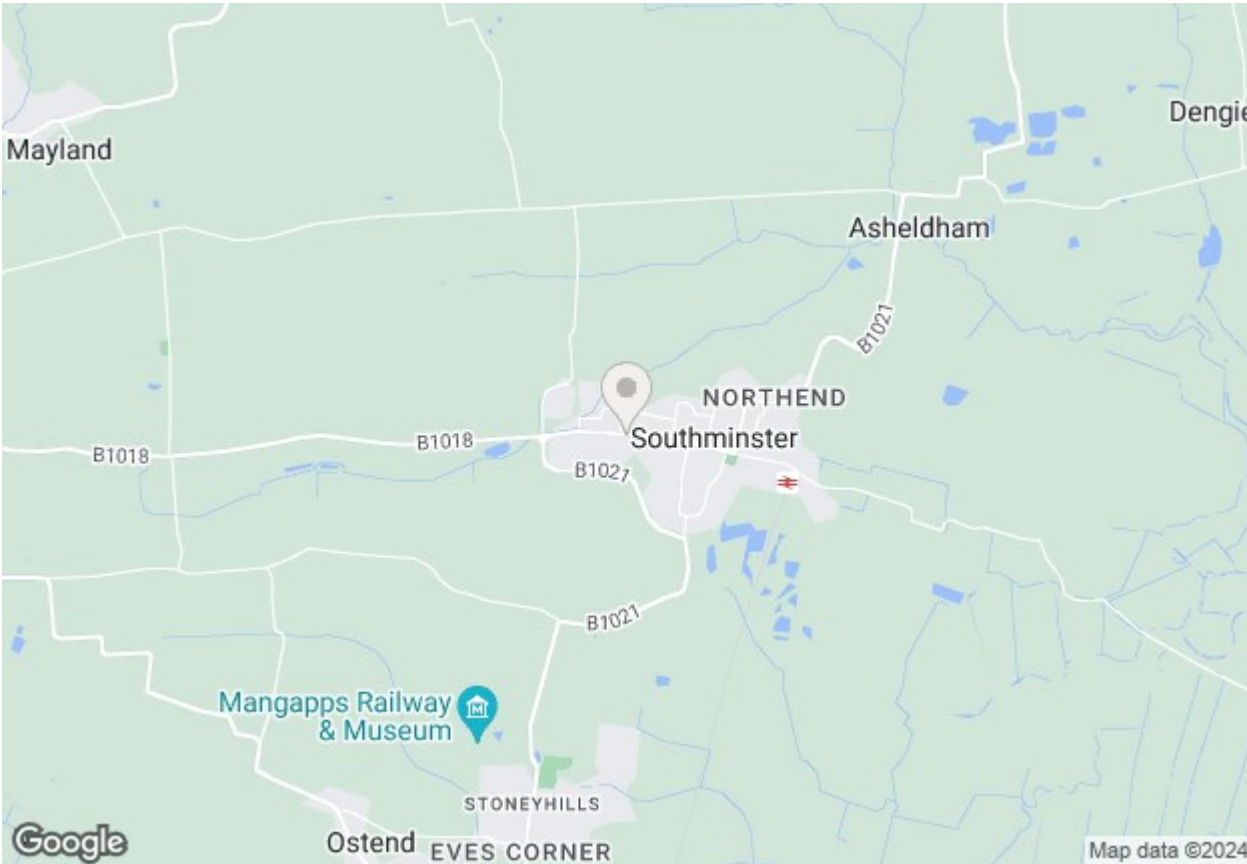 Dengie
Mayland
Asheldham
B1021
NORTHEND
Southminster
B1018
B1018
B1021
B1021
Mangapps Railway
& Museum
STONEYHILLS
Ostend
EVES CORNER
Google
Map data ©2024